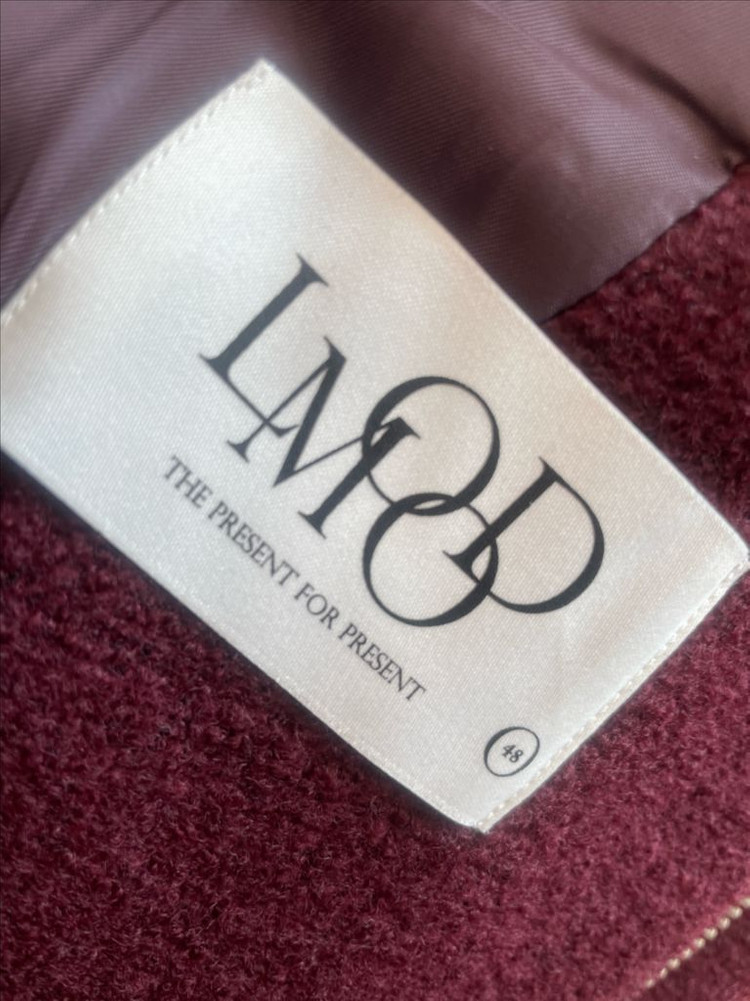 LMOOD
THE PRESENT FOR PRESENT
48